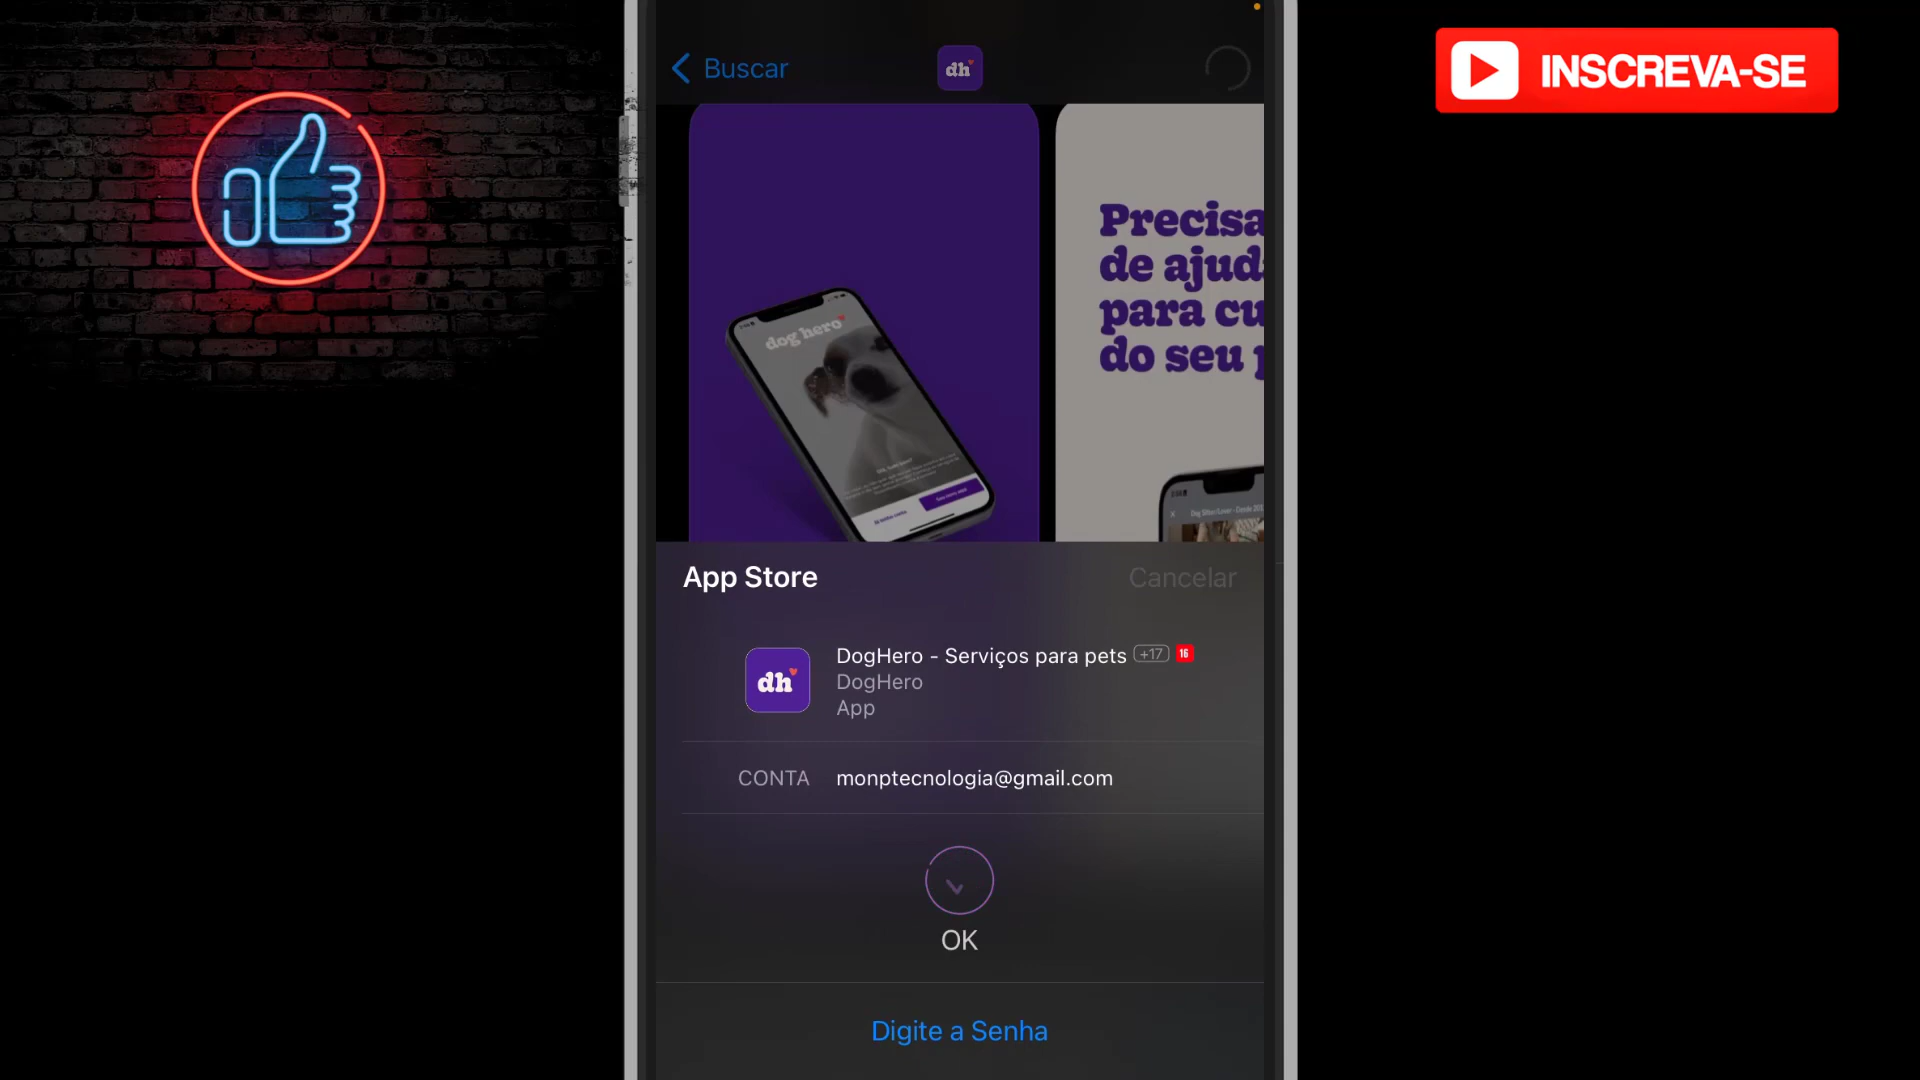 Buscar
dh
INSCREVA-SE
dog hero
Precisa
de ajud
para cu
do seu
App Store
Cancelar
dh
DogHero - Serviços para pets +17 16
DogHero
App
CONTA monptecnologia@gmail.com
OK
Digite a Senha